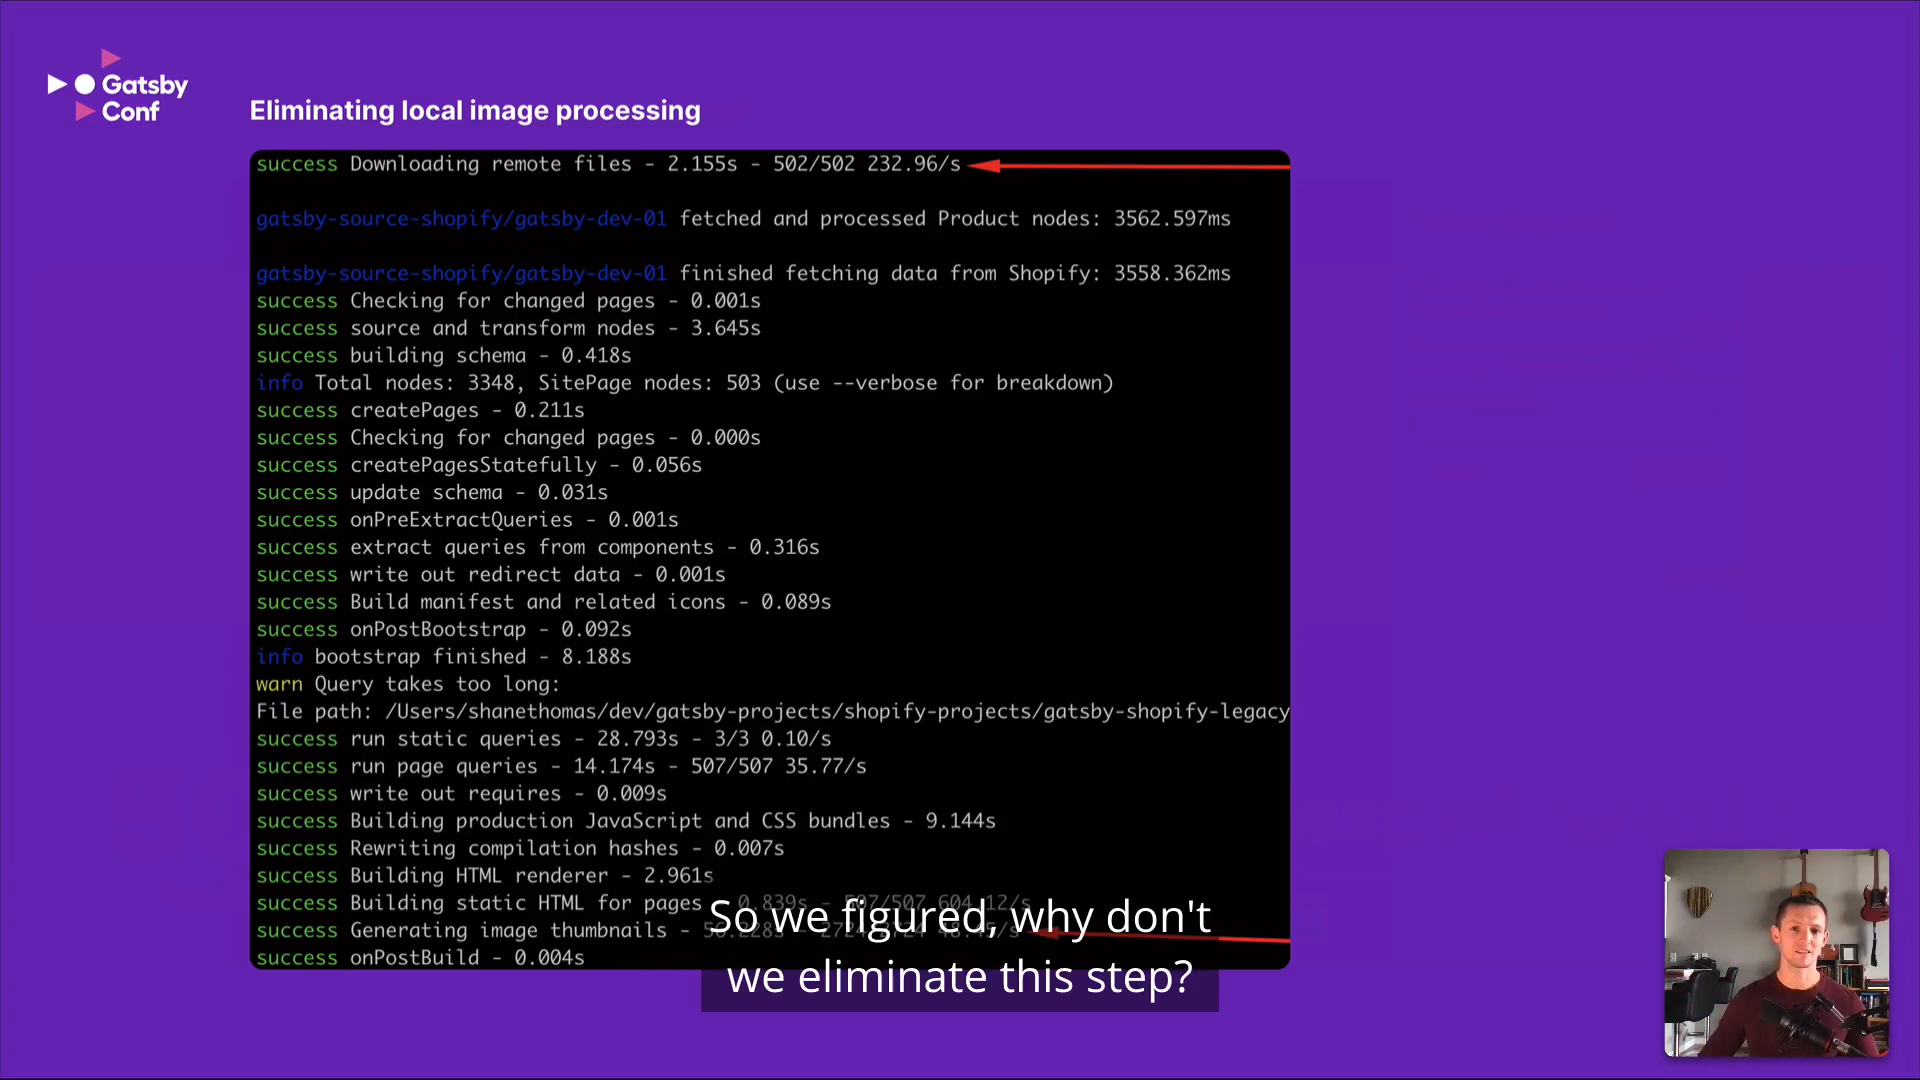 Gatsby
Conf
Eliminating local image processing
success Downloading remote files - 2.155s - 502/502 232.96/s
gatsby-source-shopify/gatsby-dev-01 fetched and processed Product nodes: 3562.597ms
gatsby-source-shopify/gatsby-dev-01 finished fetching data from Shopify: 3558.362ms
success Checking for changed pages - 0.001s
success source and transform nodes - 3.645s
success building schema - 0.418s
info Total nodes: 3348, SitePage nodes: 503 (use --verbose for breakdown)
success createPages - 0.211s
success Checking for changed pages - 0.000s
success createPagesStatefully - 0.056s
success update schema - 0.031s
success onPreExtractQueries - 0.001s
success extract queries from components - 0.316s
success write out redirect data - 0.001s
success Build manifest and related icons - 0.089s
success onPostBootstrap - 0.092s
info bootstrap finished - 8.188s
warn Query takes too long:
File path: /Users/shanethomas/dev/gatsby-projects/shopify-projects/gatsby-shopify-legacy
success run static queries - 28.793s - 3/3 0.10/s
success run page queries - 14.174s - 507/507 35.77/s
success write out requires - 0.009s
success Building production JavaScript and CSS bundles - 9.144s
success Rewriting compilation hashes - 0.007s
success Building HTML renderer - 2.961s
success Building static HTML for pages - 0.839s - 507/507 604.12/s
success Generating image thumbnails -
success onPostBuild - 0.004s
So we figured, why don't
we eliminate this step?